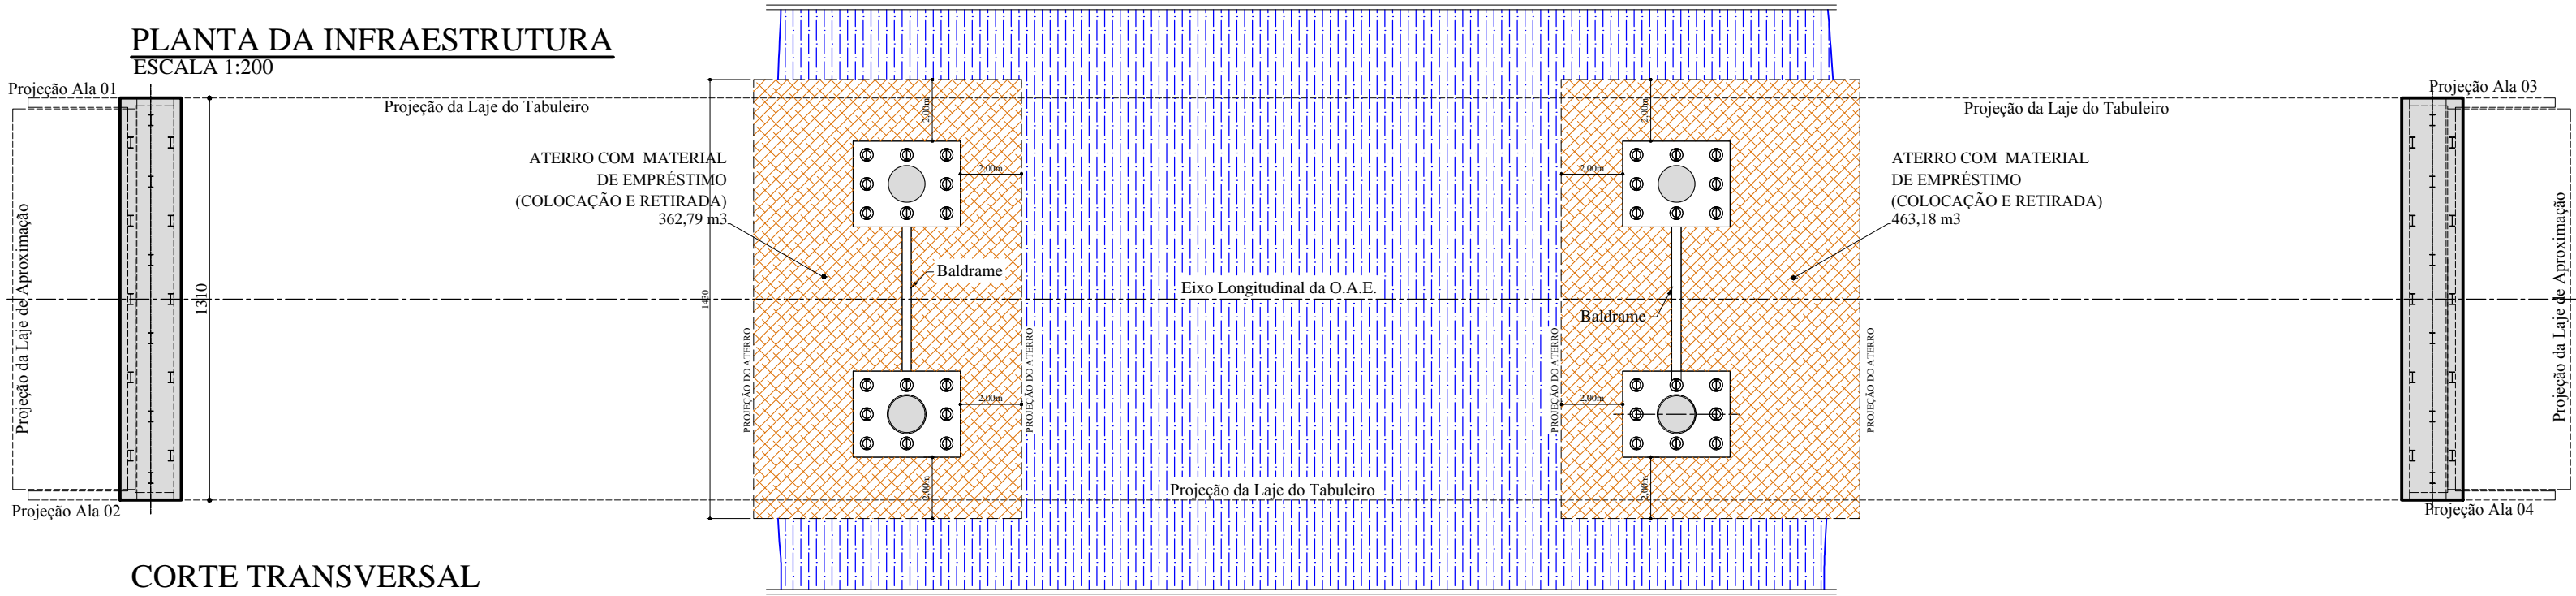 PLANTA DA INFRAESTRUTURA
ESCALA 1:200
Projeção Ala 01
Projeção da Laje do Tabuleiro
Projeção da Laje do Tabuleiro
Projeção Ala 03
2,00m
2,00m
ATERRO COM MATERIAL
DE EMPRÉSTIMO
(COLOCAÇÃO E RETIRADA)
362,79 m3
2,00m
2,00m
ATERRO COM MATERIAL
DE EMPRÉSTIMO
(COLOCAÇÃO E RETIRADA)
463,18 m3
Projeção da Laje de Aproximação
1310
1430
Baldrame
Eixo Longitudinal da O.A.E.
Baldrame
Projeção da Laje de Aproximação
PROJEÇÃO DO ATERRO
PROJEÇÃO DO ATERRO
PROJEÇÃO DO ATERRO
PROJEÇÃO DO ATERRO
2,00m
2,00m
2,00m
2,00m
Projeção da Laje do Tabuleiro
Projeção Ala 02
Projeção Ala 04
CORTE TRANSVERSAL